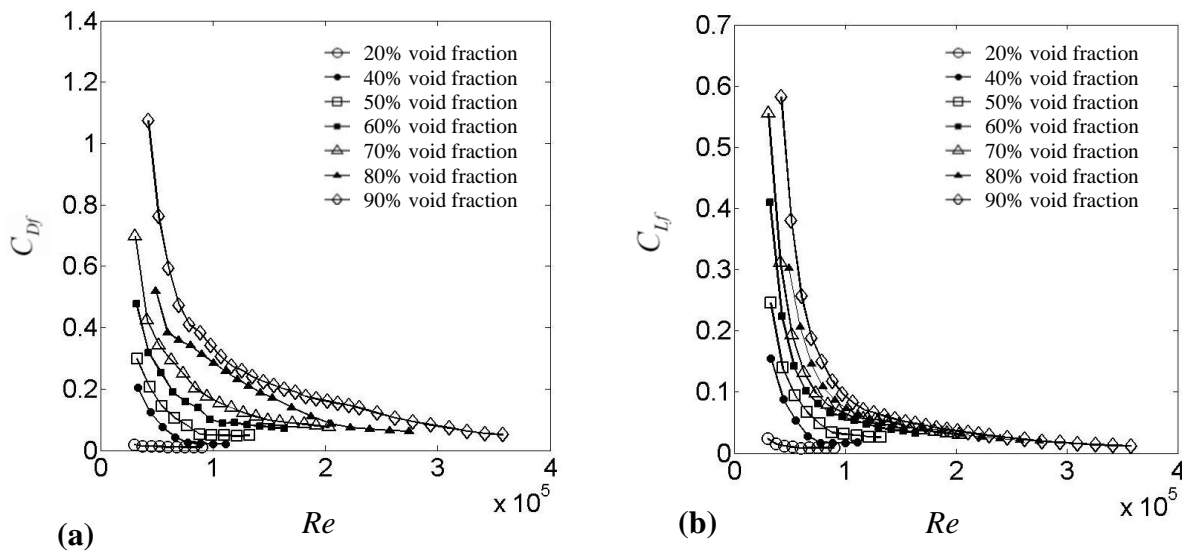 1.4
1.2
1
0.8
0.6
0.4
0.2
0
C_Df
20% void fraction
40% void fraction
50% void fraction
60% void fraction
70% void fraction
80% void fraction
90% void fraction
0 1 2 3 4
x 10^5
Re
(a)
0.7
0.6
0.5
0.4
0.3
0.2
0.1
0.0
C_Lf
20% void fraction
40% void fraction
50% void fraction
60% void fraction
70% void fraction
80% void fraction
90% void fraction
0 1 2 3 4
x 10^5
Re
(b)